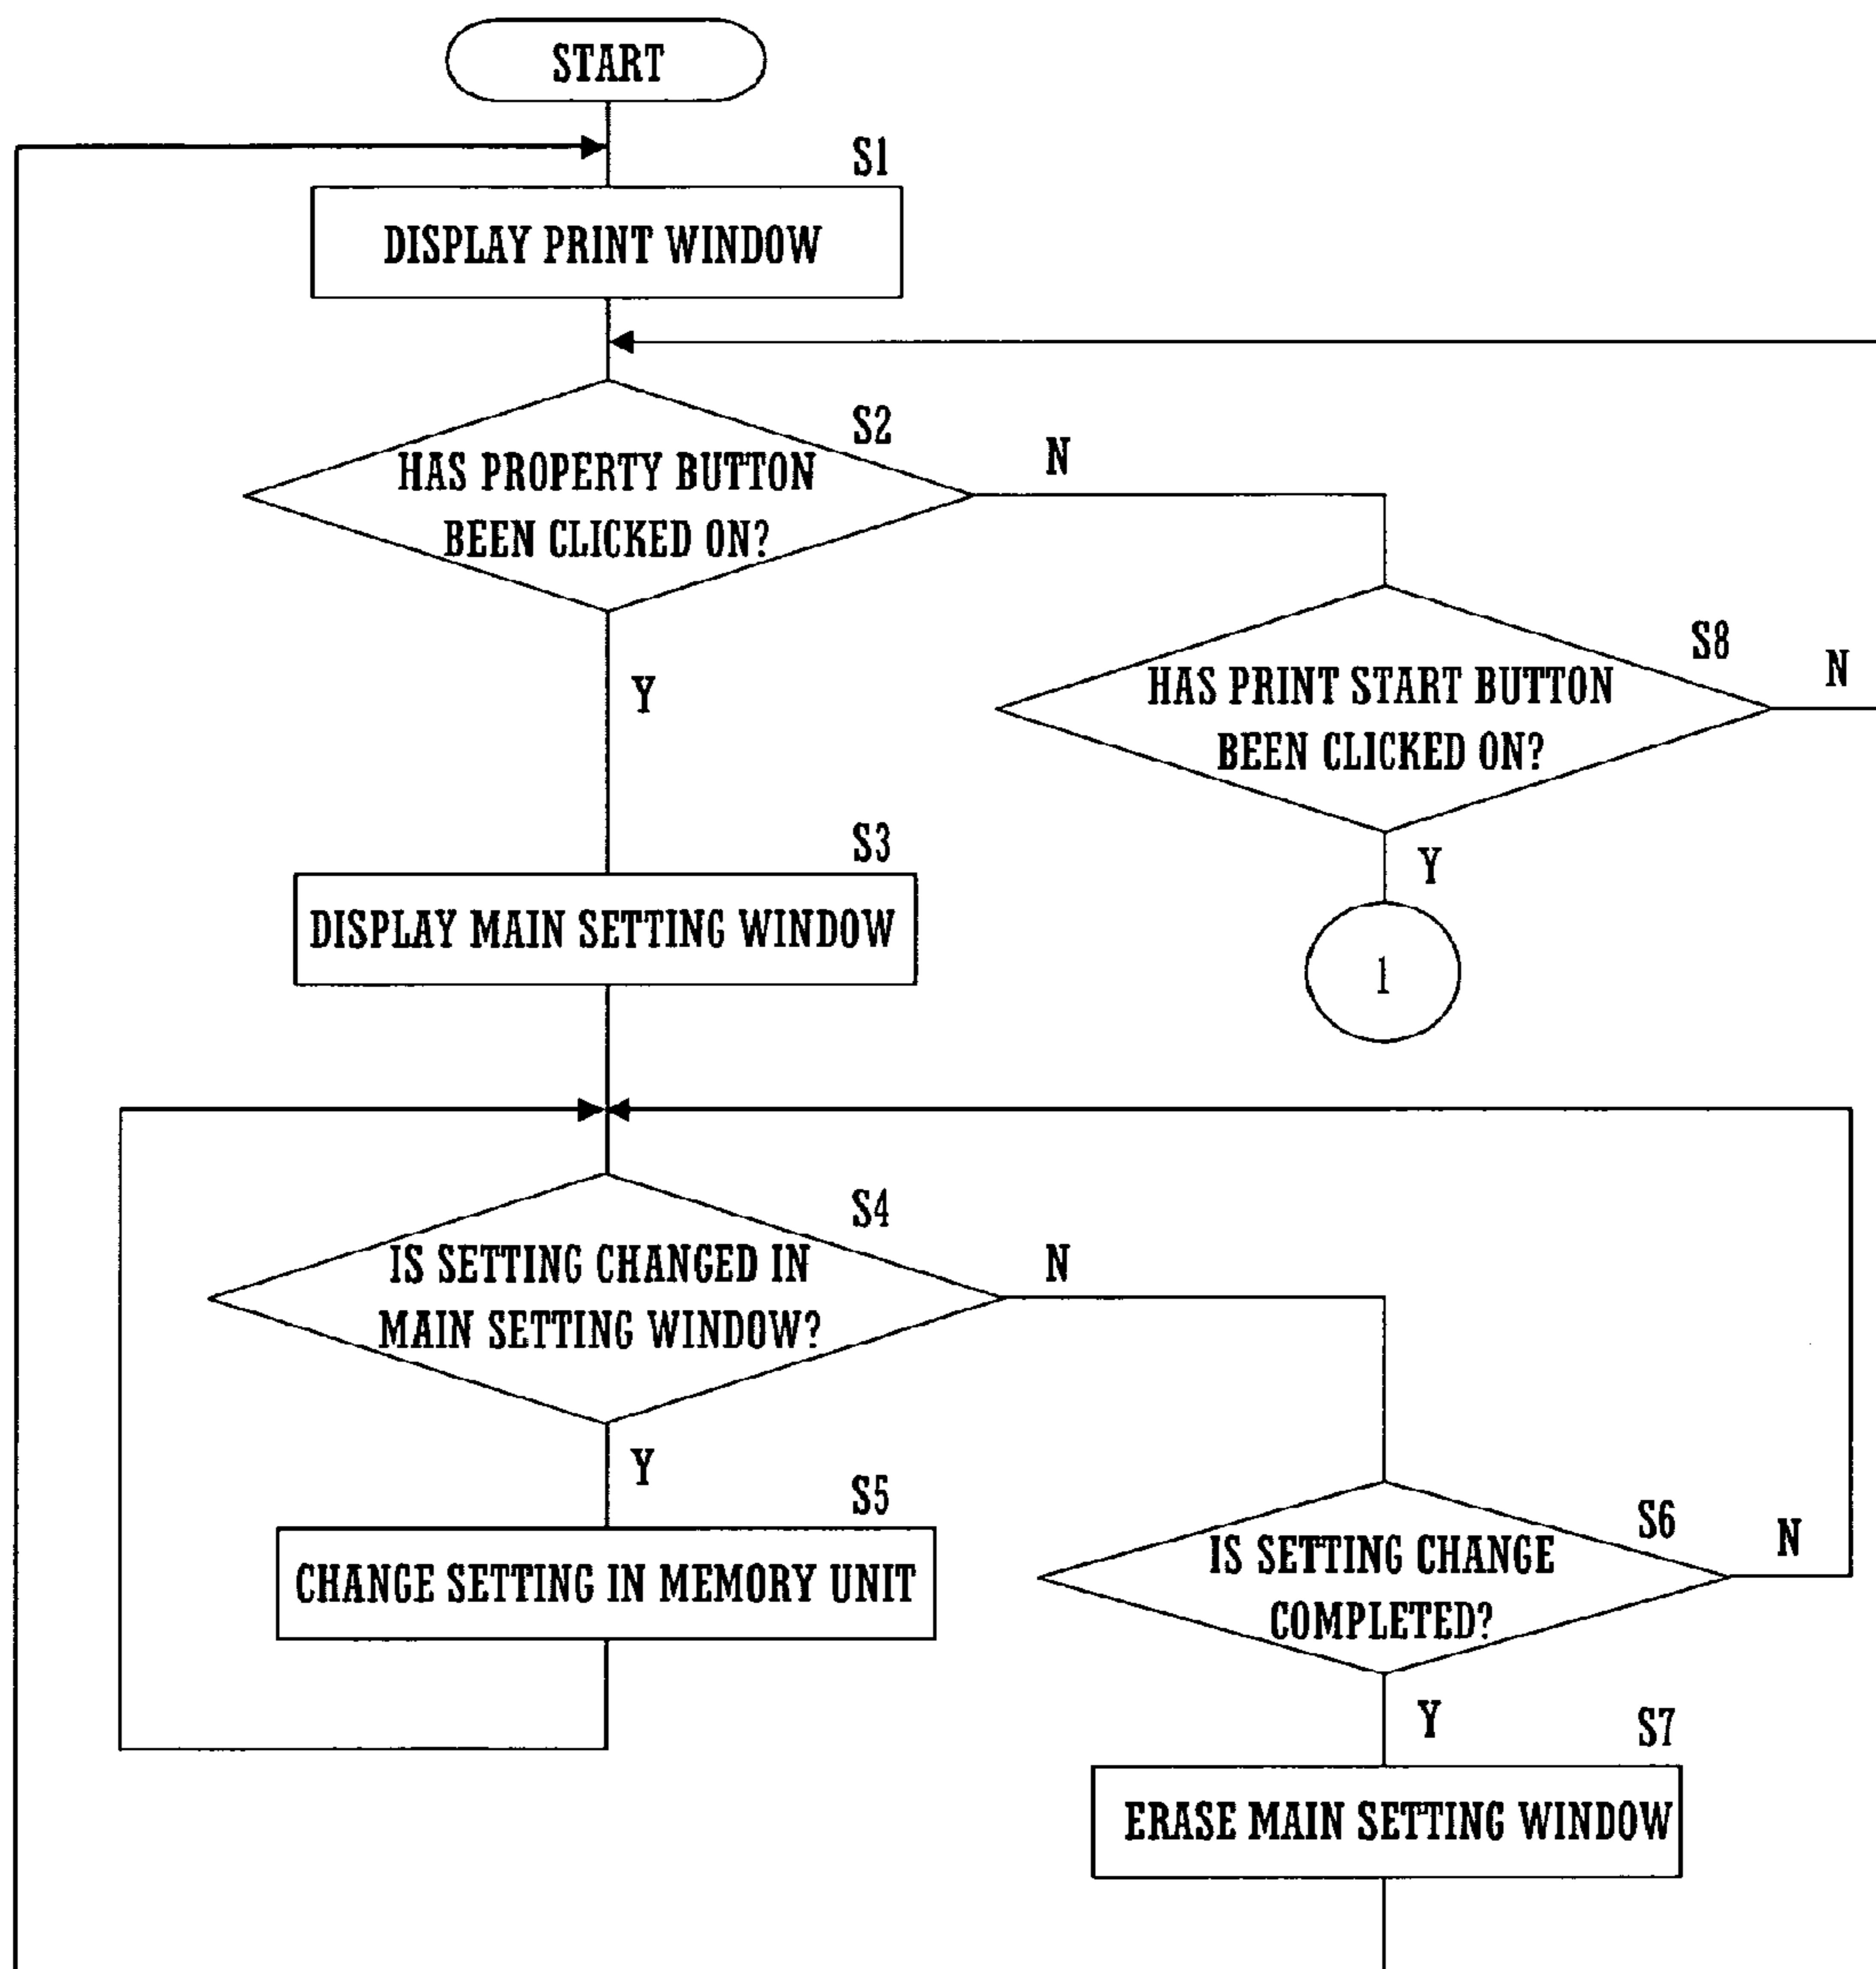 START
S1
DISPLAY PRINT WINDOW
S2
HAS PROPERTY BUTTON
BEEN CLICKED ON?
N
Y
S8
HAS PRINT START BUTTON
BEEN CLICKED ON?
N
Y
1
S3
DISPLAY MAIN SETTING WINDOW
S4
IS SETTING CHANGED IN
MAIN SETTING WINDOW?
N
Y
S5
CHANGE SETTING IN MEMORY UNIT
S6
IS SETTING CHANGE
COMPLETED?
N
Y
S7
ERASE MAIN SETTING WINDOW